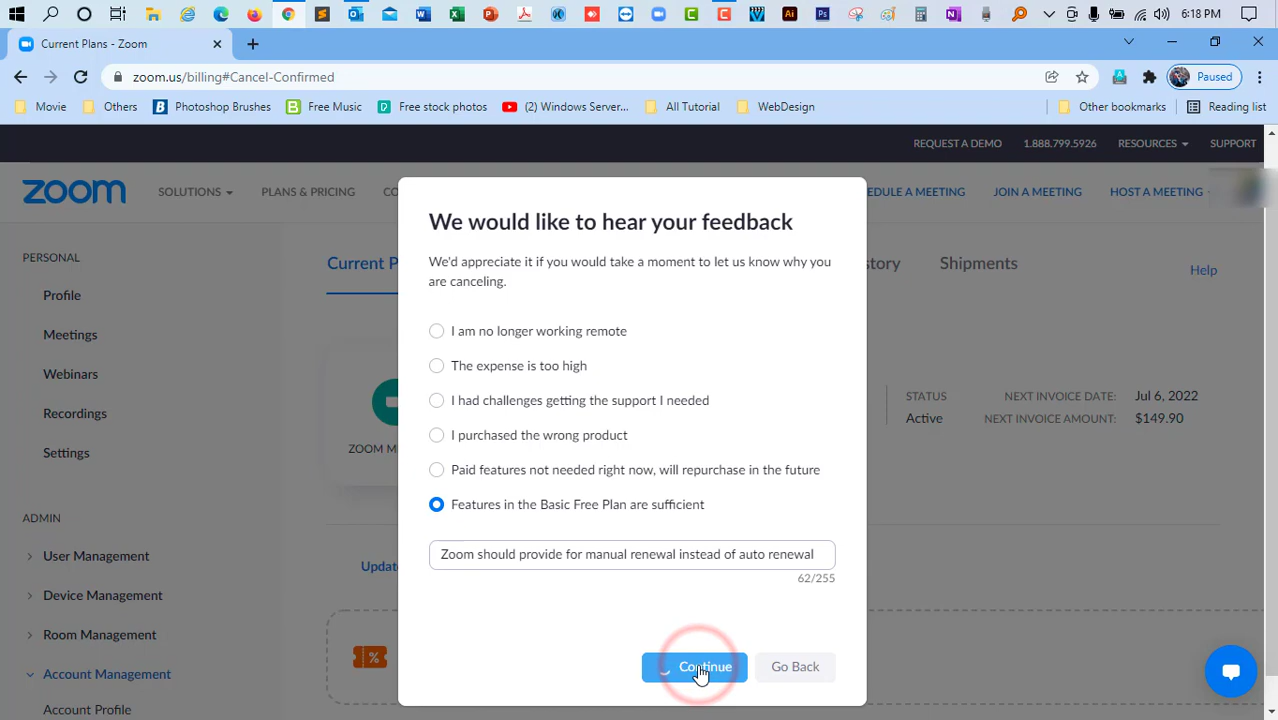 6:18 PM
Current Plans - Zoom
zoom.us/billing#Cancel-Confirmed
Paused
Movie Others Photoshop Brushes Free Music Free stock photos (2) Windows Server... All Tutorial WebDesign Other bookmarks Reading list
REQUEST A DEMO 1.888.799.5926 RESOURCES SUPPORT
zoom SOLUTIONS PLANS & PRICING CO EDULE A MEETING JOIN A MEETING HOST A MEETING
PERSONAL
Profile
Meetings
Webinars
Recordings
Settings
ADMIN
User Management
Device Management
Room Management
Account Management
Account Profile
Current P story Shipments
Help
ZOOM M
STATUS NEXT INVOICE DATE: Jul 6, 2022
Active NEXT INVOICE AMOUNT: $149.90
Update
We would like to hear your feedback
We'd appreciate it if you would take a moment to let us know why you
are canceling.
I am no longer working remote
The expense is too high
I had challenges getting the support I needed
I purchased the wrong product
Paid features not needed right now, will repurchase in the future
Features in the Basic Free Plan are sufficient
Zoom should provide for manual renewal instead of auto renewal
62/255
Continue Go Back